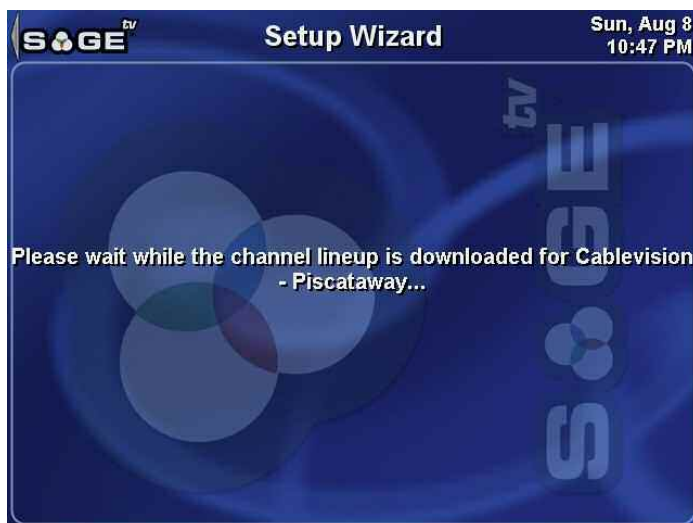 SAGE tv
Setup Wizard
Sun, Aug 8
10:47 PM
Please wait while the channel lineup is downloaded for Cablevision
- Piscataway...
SAGE tv